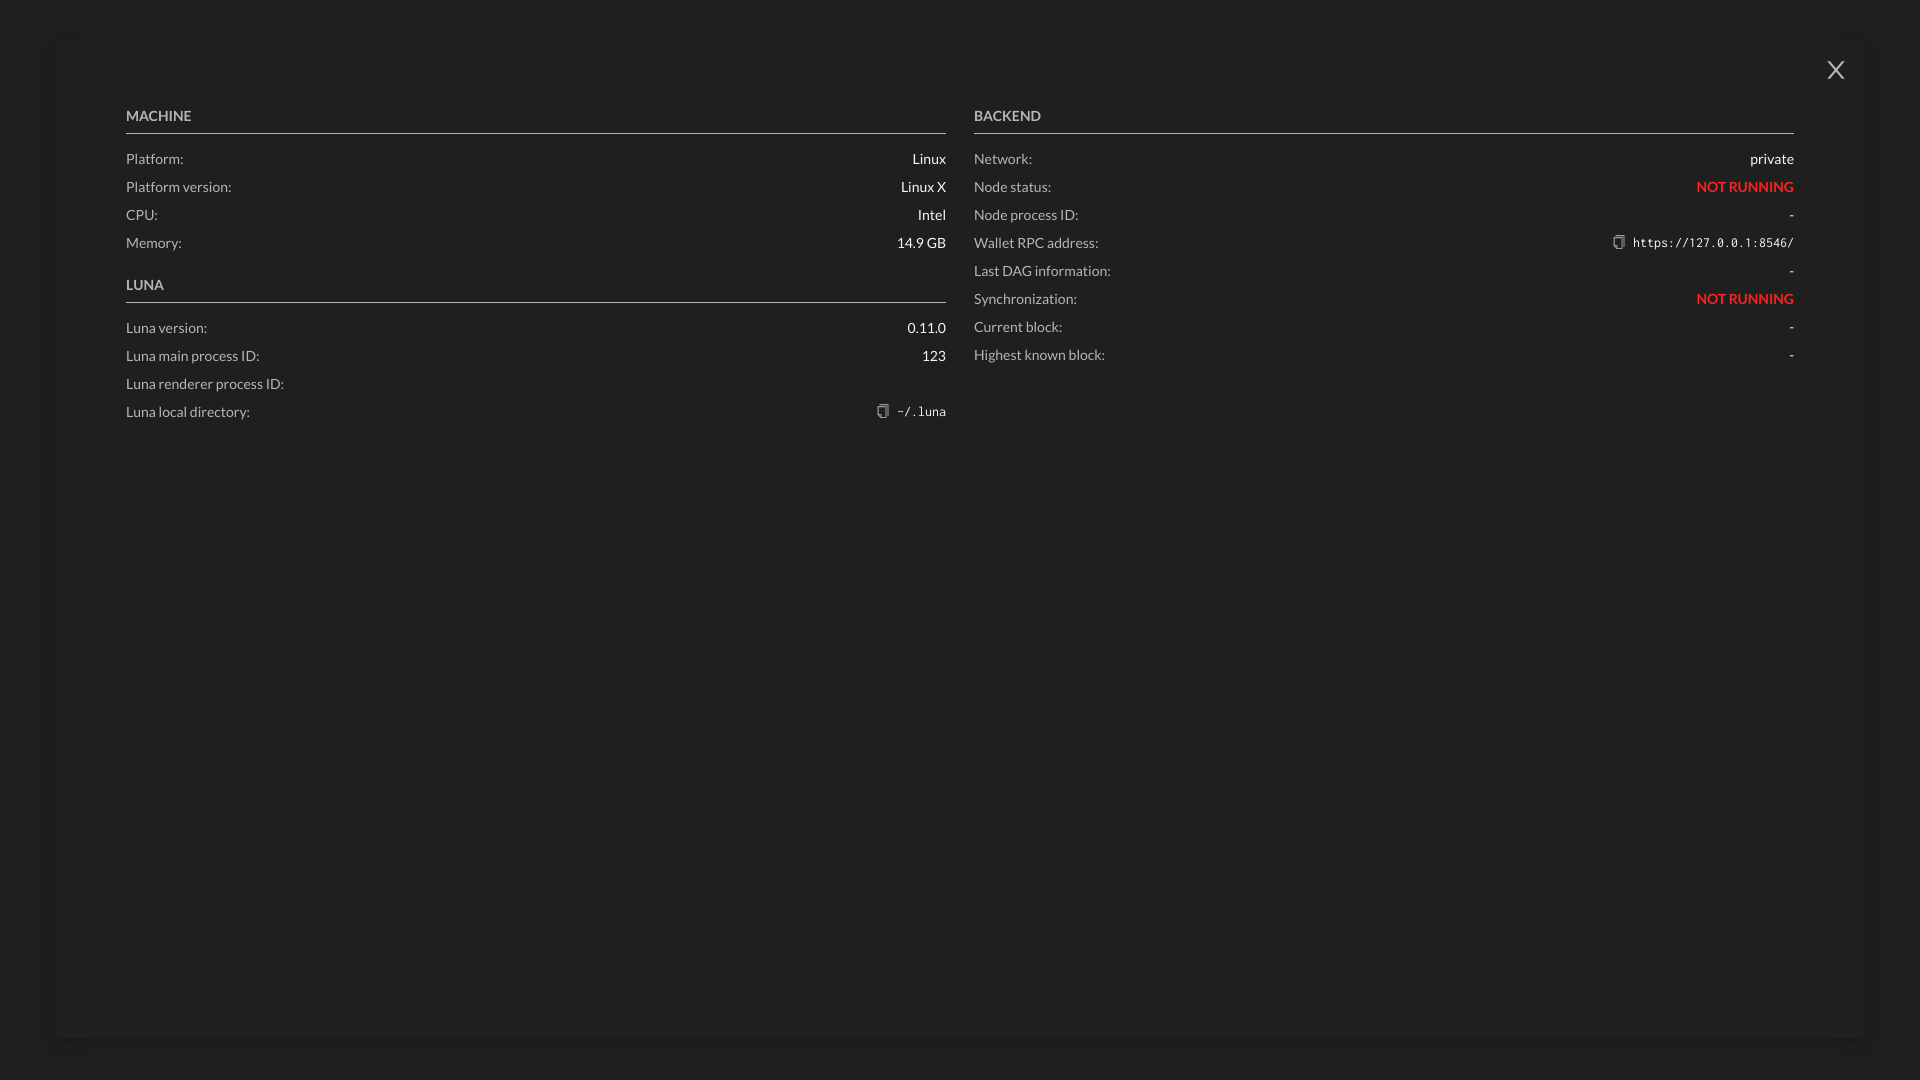 X
MACHINE
Platform: Linux
Platform version: Linux X
CPU: Intel
Memory: 14.9 GB
LUNA
Luna version: 0.11.0
Luna main process ID: 123
Luna renderer process ID:
Luna local directory: ~/.luna
BACKEND
Network: private
Node status: NOT RUNNING
Node process ID: -
Wallet RPC address: https://127.0.0.1:8546/
Last DAG information: -
Synchronization: NOT RUNNING
Current block: -
Highest known block: -